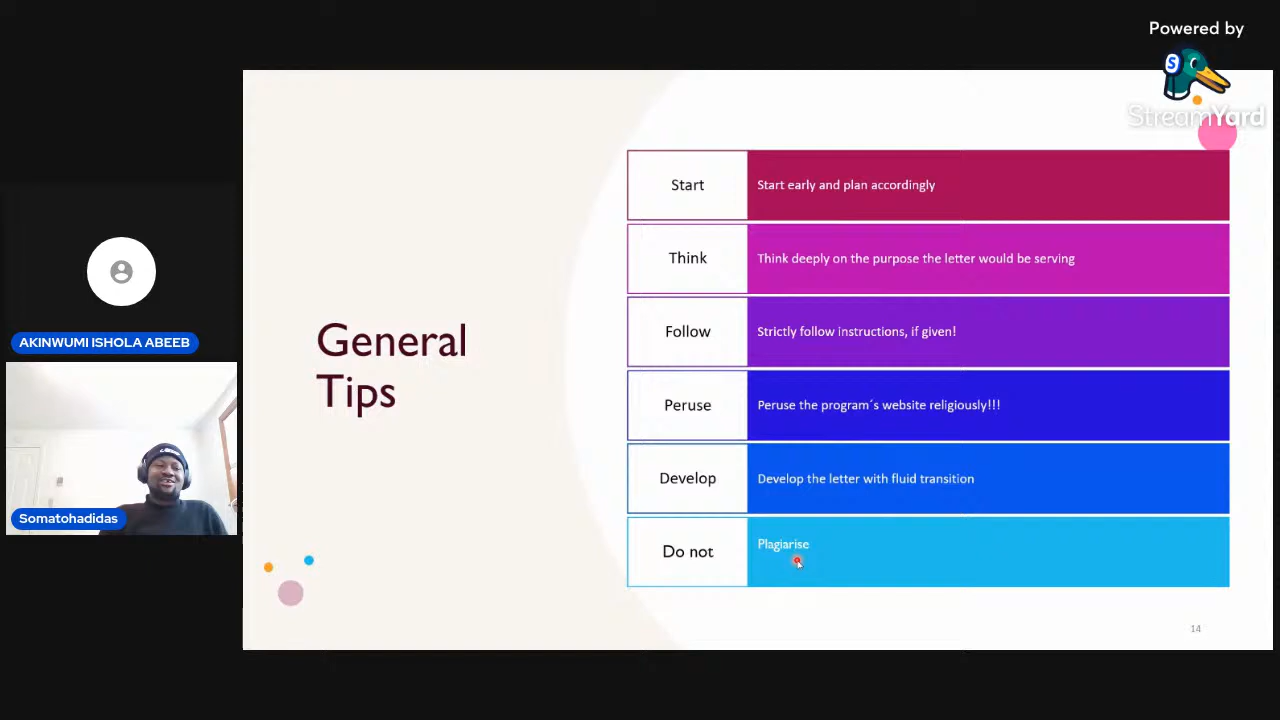 Powered by
StreamYard
General
Tips
Start
Start early and plan accordingly
Think
Think deeply on the purpose the letter would be serving
Follow
Strictly follow instructions, if given!
Peruse
Peruse the program´s website religiously!!!
Develop
Develop the letter with fluid transition
Do not
Plagiarise
14
AKINWUMI ISHOLA ABEEB
Somatohadidas